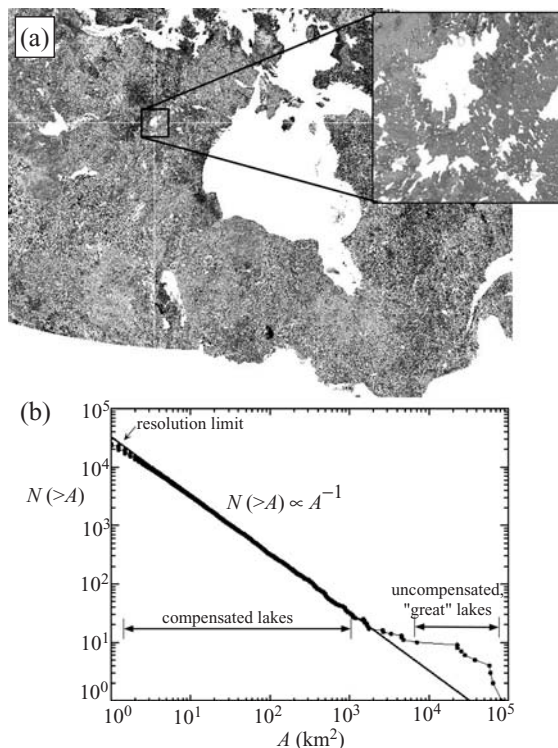 (a)
(b)
10^5
resolution limit
10^4
N (>A)
N (>A) ∝ A^−1
10^3
10^2
uncompensated,
"great" lakes
compensated lakes
10^1
10^0
10^0 10^1 10^2 10^3 10^4 10^5
A (km^2)